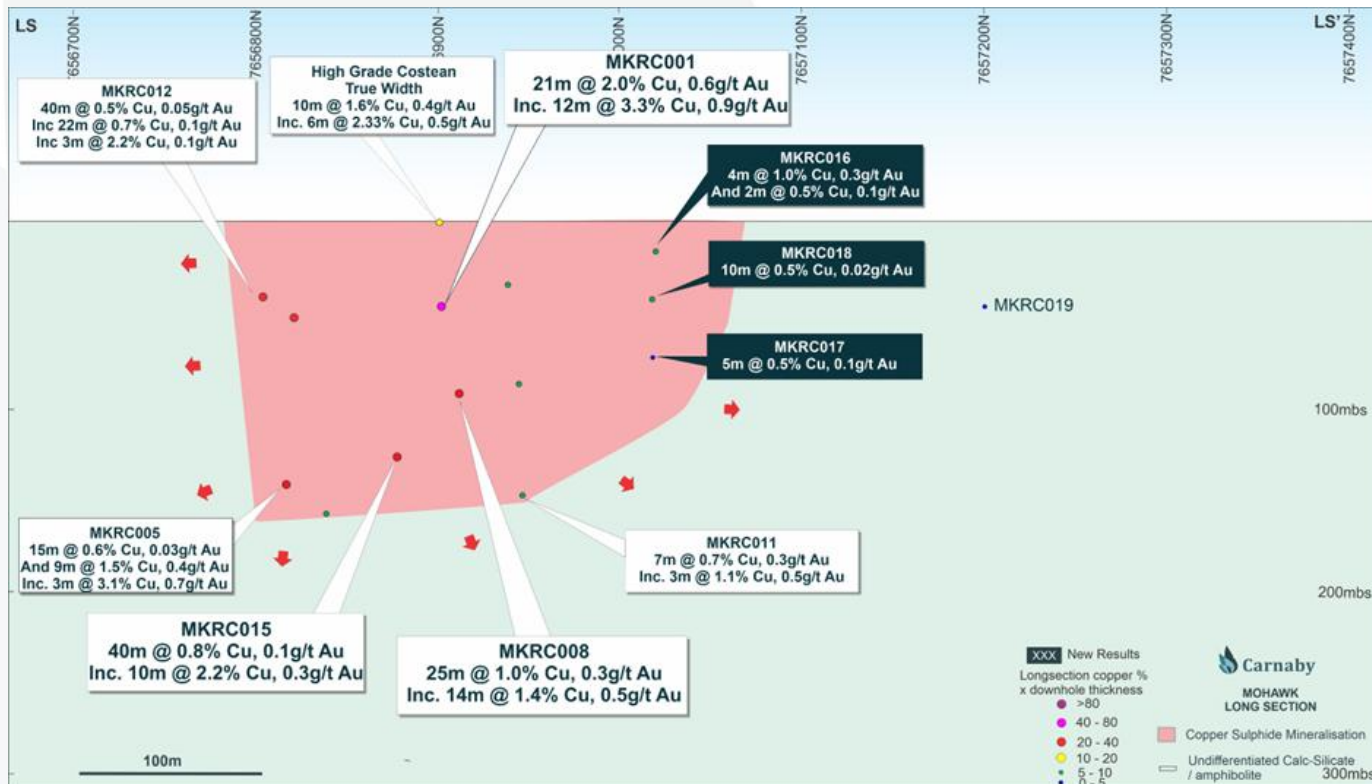 LS
7656700N
7656800N
7656900N
7657000N
7657100N
7657200N
7657300N
7657400N
LS'
MKRC012
40m @ 0.5% Cu, 0.05g/t Au
Inc 22m @ 0.7% Cu, 0.1g/t Au
Inc 3m @ 2.2% Cu, 0.1g/t Au
High Grade Costean
True Width
10m @ 1.6% Cu, 0.4g/t Au
Inc. 6m @ 2.33% Cu, 0.5g/t Au
MKRC001
21m @ 2.0% Cu, 0.6g/t Au
Inc. 12m @ 3.3% Cu, 0.9g/t Au
MKRC016
4m @ 1.0% Cu, 0.3g/t Au
And 2m @ 0.5% Cu, 0.1g/t Au
MKRC018
10m @ 0.5% Cu, 0.02g/t Au
MKRC019
MKRC017
5m @ 0.5% Cu, 0.1g/t Au
100mbs
MKRC005
15m @ 0.6% Cu, 0.03g/t Au
And 9m @ 1.5% Cu, 0.4g/t Au
Inc. 3m @ 3.1% Cu, 0.7g/t Au
MKRC011
7m @ 0.7% Cu, 0.3g/t Au
Inc. 3m @ 1.1% Cu, 0.5g/t Au
200mbs
MKRC015
40m @ 0.8% Cu, 0.1g/t Au
Inc. 10m @ 2.2% Cu, 0.3g/t Au
MKRC008
25m @ 1.0% Cu, 0.3g/t Au
Inc. 14m @ 1.4% Cu, 0.5g/t Au
XXX New Results
Longsection copper %
x downhole thickness
>80
40 - 80
20 - 40
10 - 20
5 - 10
0 - 5
Carnaby
MOHAWK
LONG SECTION
Copper Sulphide Mineralisation
Undifferentiated Calc-Silicate
/ amphibolite
300mbs
100m